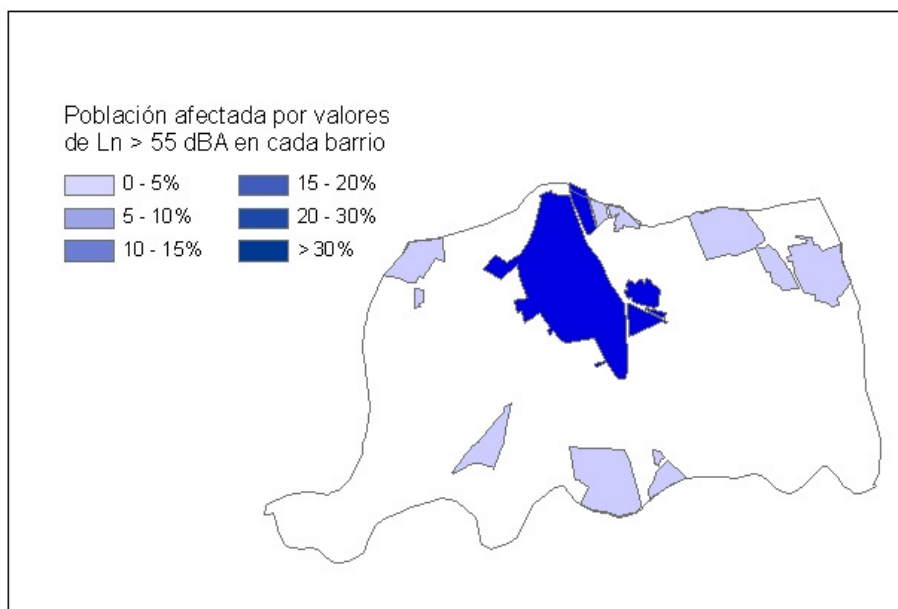 Población afectada por valores
de Ln > 55 dBA en cada barrio
0 - 5%
5 - 10%
10 - 15%
15 - 20%
20 - 30%
> 30%